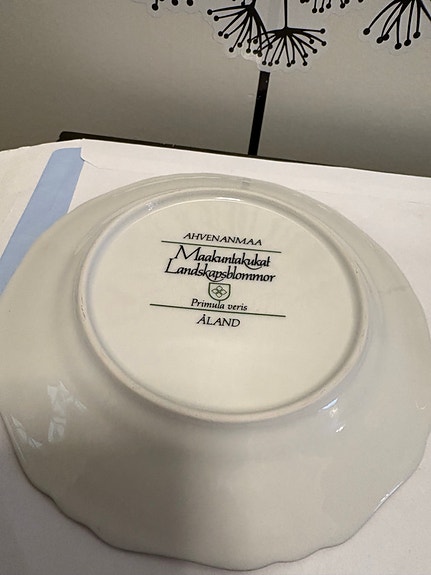 AHVENANMAA
Maakuntakukat
Landskapsblommor
Primula veris
ÅLAND